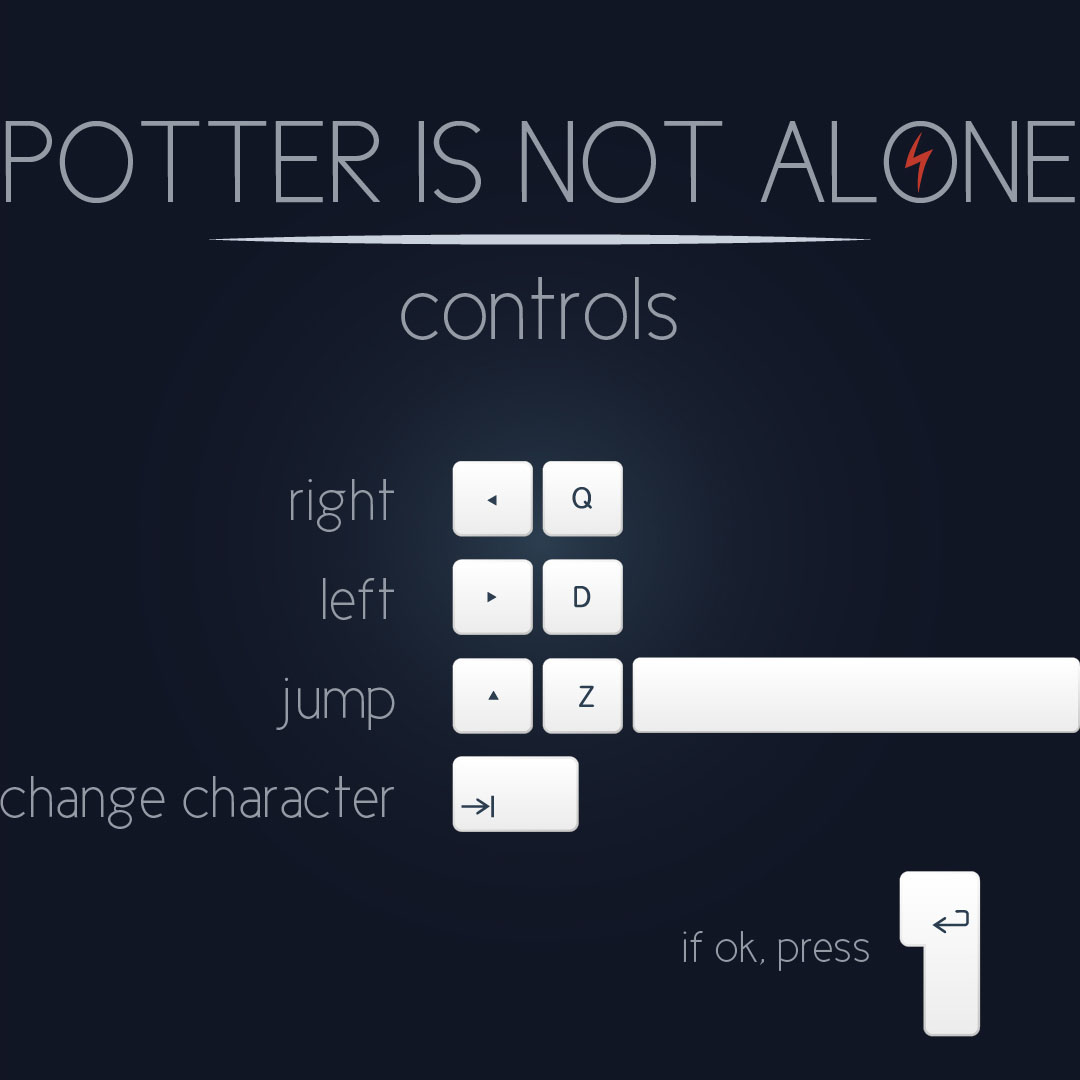 POTTER IS NOT ALONE
controls
right ◂ Q
left ▸ D
jump ▴ Z
change character
if ok, press